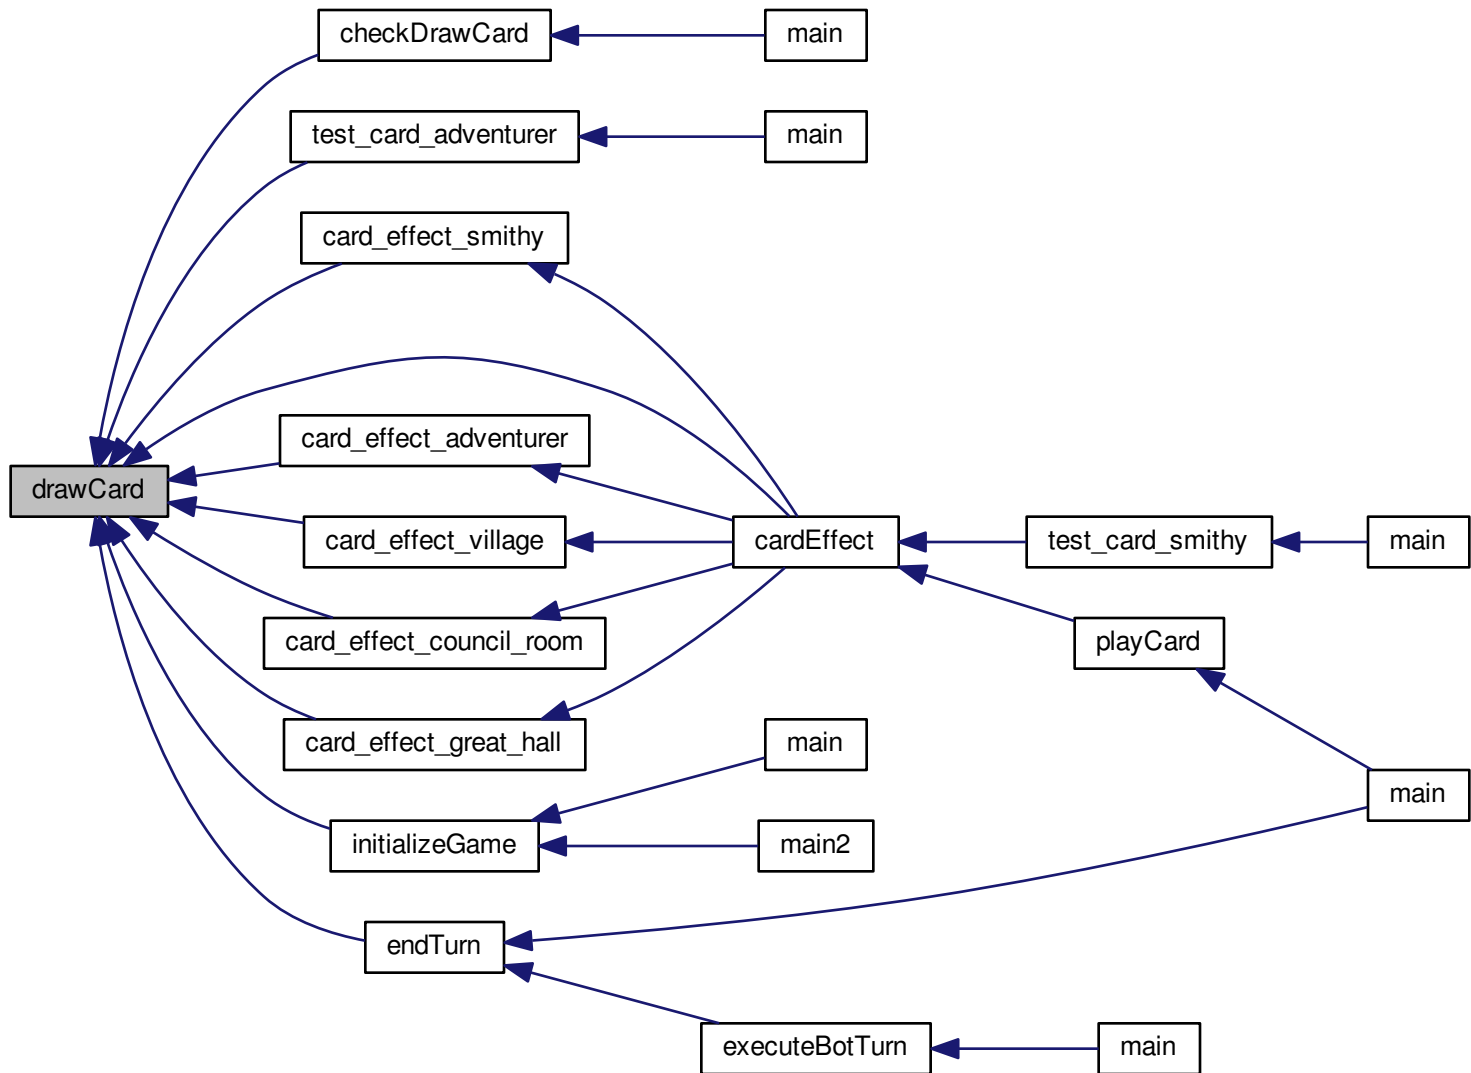 checkDrawCard
main
test_card_adventurer
main
card_effect_smithy
card_effect_adventurer
drawCard
card_effect_village
cardEffect
test_card_smithy
main
card_effect_council_room
playCard
card_effect_great_hall
main
main
initializeGame
main2
endTurn
executeBotTurn
main